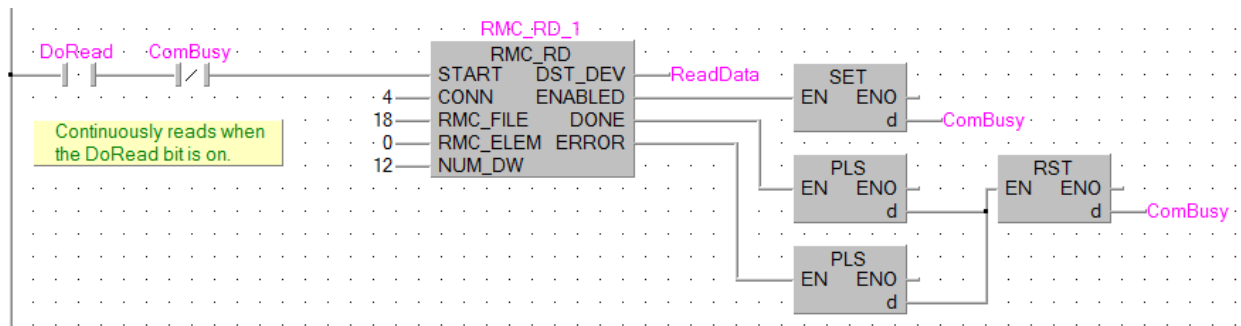 RMC_RD_1
DoRead ComBusy
RMC_RD
START DST_DEV ReadData
4 CONN ENABLED
18 RMC_FILE DONE
0 RMC_ELEM ERROR
12 NUM_DW
Continuously reads when
the DoRead bit is on.
SET
EN ENO
d ComBusy
PLS
EN ENO
d
RST
EN ENO
d ComBusy
PLS
EN ENO
d